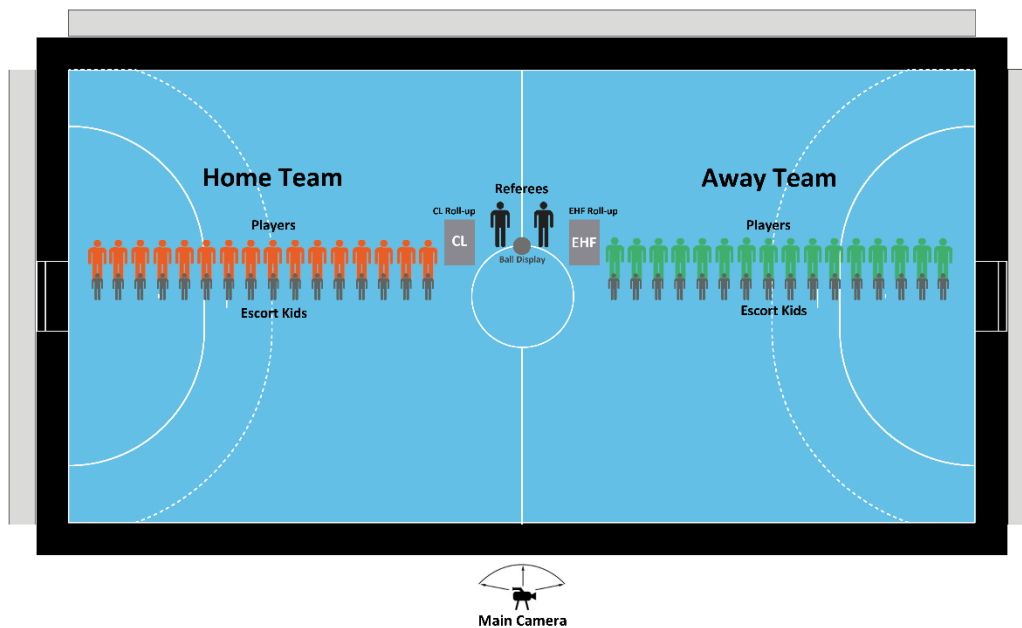 Home Team
Away Team
Referees
CL Roll-up
EHF Roll-up
Players
Players
CL
EHF
Ball Display
Escort Kids
Escort Kids
Main Camera